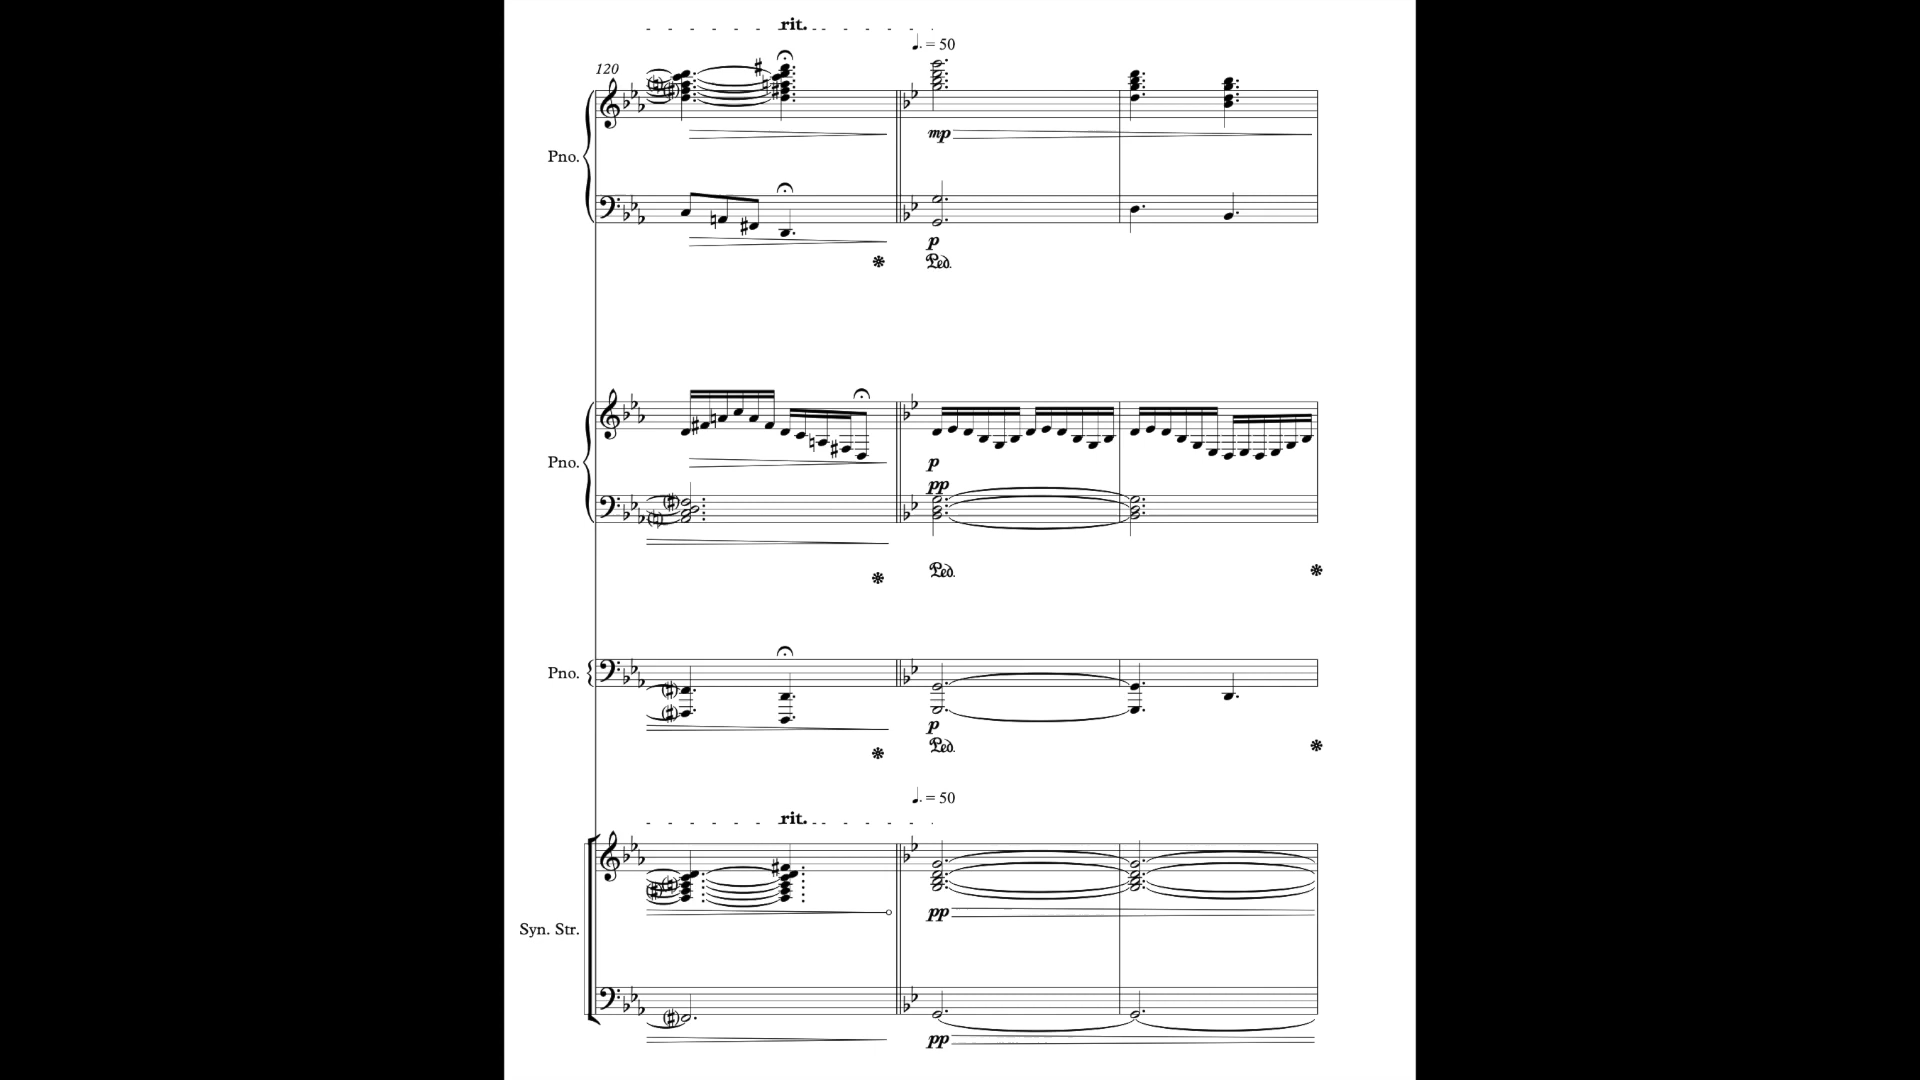 rit.
♩. = 50
120
Pno.
mp
p
Ped.
Pno.
p
pp
Ped.
Pno.
p
Ped.
♩. = 50
rit.
Syn. Str.
pp
pp